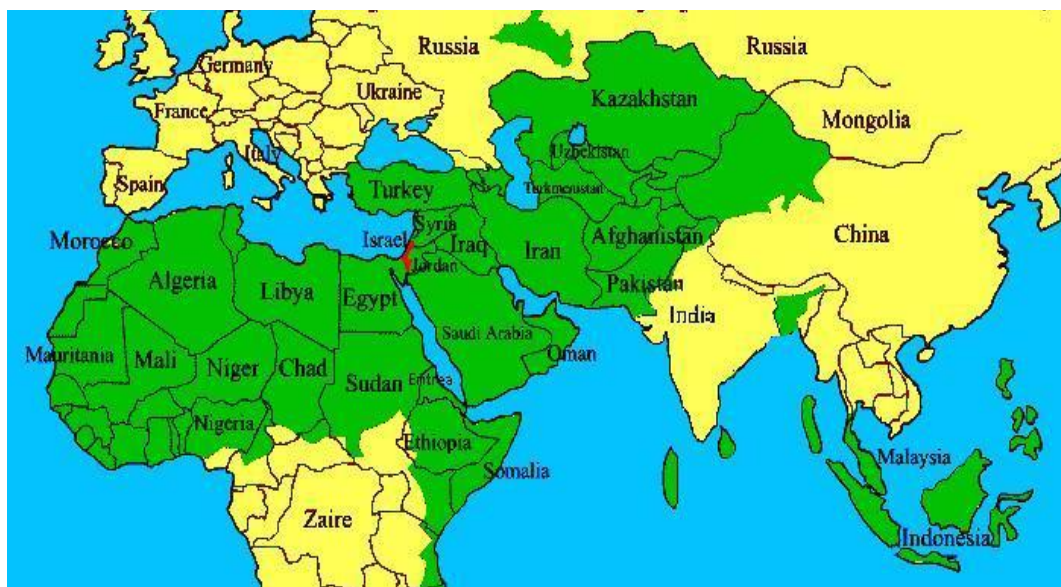 Russia
Russia
Germany
Ukraine
Kazakhstan
France
Mongolia
Italy
Uzbekistan
Spain
Turkey
Turkmenistan
Syria
Morocco
Israel
Iraq
Iran
Afghanistan
China
Jordan
Algeria
Libya
Egypt
Pakistan
India
Saudi Arabia
Oman
Mauritania
Mali
Niger
Chad
Sudan
Eritrea
Nigeria
Ethiopia
Somalia
Malaysia
Zaire
Indonesia